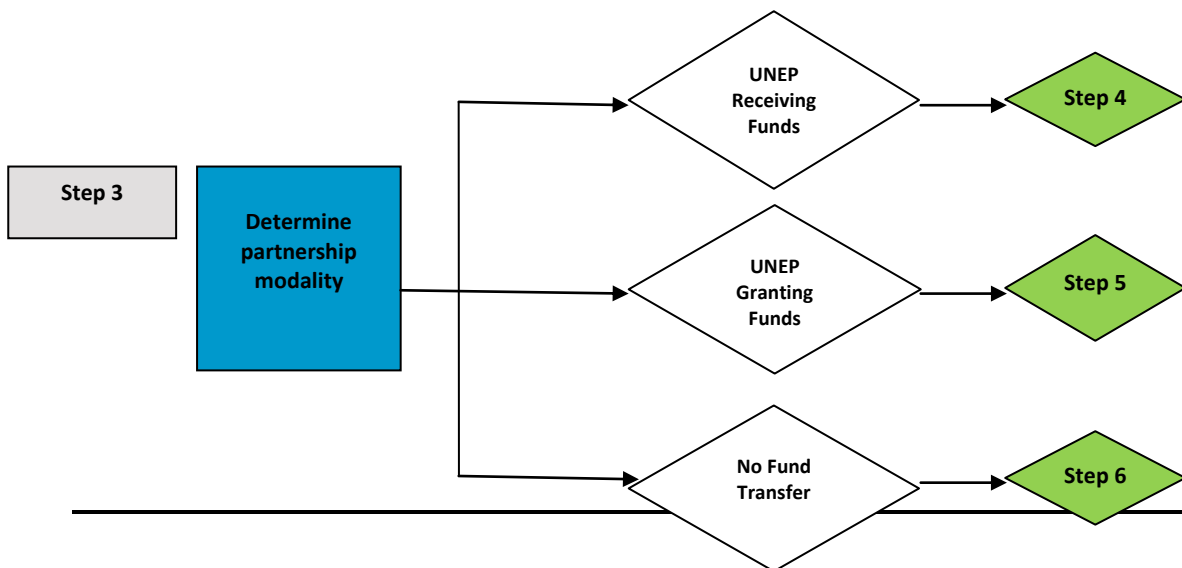 Step 3
Determine
partnership
modality
UNEP
Receiving
Funds
Step 4
UNEP
Granting
Funds
Step 5
No Fund
Transfer
Step 6